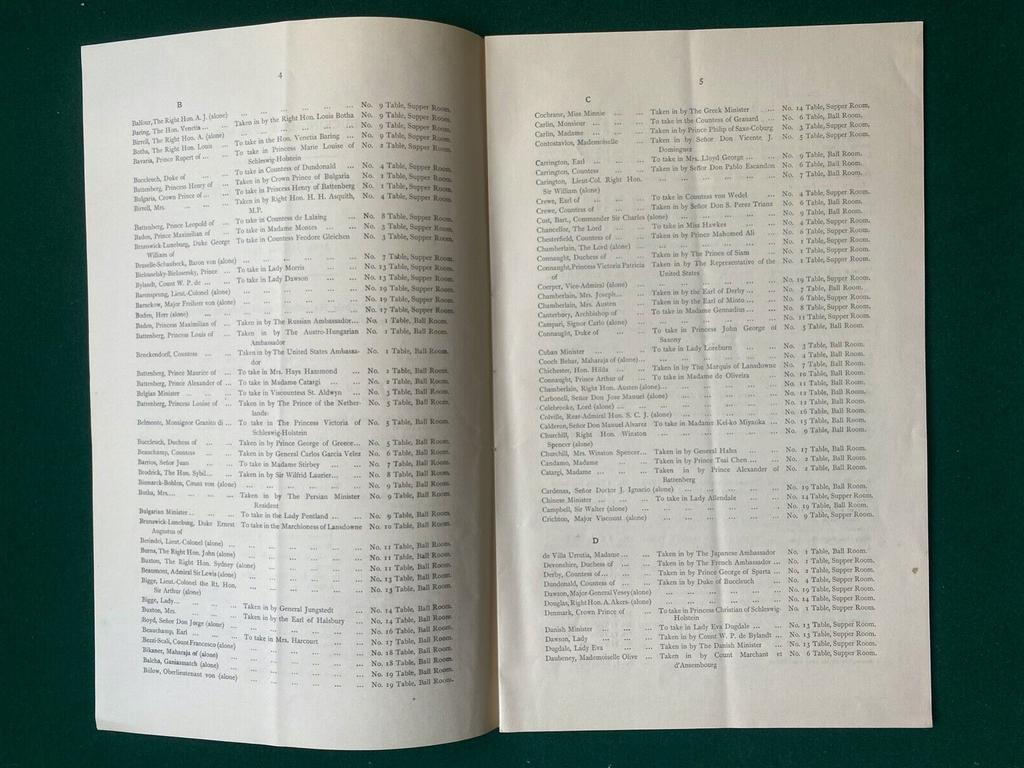 4
B
Balfour, The Right Hon. A. J. (alone) ... ... ... ... ... No. 9 Table, Supper Room.
Baring, The Hon. Venetia ... ... Taken in by the Right Hon. Louis Botha No. 9 Table, Supper Room.
Birrell, The Right Hon. A. (alone) ... ... ... ... No. 9 Table, Supper Room.
Botha, The Right Hon. Louis ... To take in the Hon. Venetia Baring ... No. 9 Table, Supper Room.
Bavaria, Prince Rupert of ... ... To take in Princess Marie Louise of No. 2 Table, Supper Room.
Schleswig-Holstein
Buccleuch, Duke of ... ... To take in Countess of Dundonald ... No. 4 Table, Supper Room.
Battenberg, Princess Henry of ... Taken in by Crown Prince of Bulgaria No. 1 Table, Supper Room.
Bulgaria, Crown Prince of ... ... To take in Princess Henry of Battenberg No. 1 Table, Supper Room.
Birrell, Mrs. ... ... ... Taken in by Right Hon. H. H. Asquith, No. 4 Table, Supper Room.
M.P.
Battenberg, Prince Leopold of ... To take in Countess de Lalaing ... No. 8 Table, Supper Room.
Baden, Prince Maximilian of ... To take in Madame Montes ... ... No. 3 Table, Supper Room.
Brunswick-Luneburg, Duke George To take in Countess Feodore Gleichen No. 3 Table, Supper Room.
William of
Bruselle-Schaubeck, Baron von (alone) ... ... ... ... No. 7 Table, Supper Room.
Bieloselsky-Bielosersky, Prince ... To take in Lady Morris ... ... No. 13 Table, Supper Room.
Bylandt, Count W. P. de ... ... To take in Lady Dawson ... ... No. 13 Table, Supper Room.
Barensprung, Lieut.-Colonel (alone) ... ... ... ... No. 19 Table, Supper Room.
Barnekow, Major Freiherr von (alone) ... ... ... ... No. 19 Table, Supper Room.
Boden, Herr (alone) ... ... ... ... ... No. 17 Table, Supper Room.
Baden, Princess Maximilian of ... Taken in by The Russian Ambassador... No. 1 Table, Ball Room.
Battenberg, Princess Louis of ... Taken in by The Austro-Hungarian No. 1 Table, Ball Room.
Ambassador
Benckendorf, Countess ... ... Taken in by The United States Ambassa- No. 1 Table, Ball Room.
dor
Battenberg, Prince Maurice of ... To take in Mrs. Hays Hammond ... No. 2 Table, Ball Room.
Battenberg, Prince Alexander of ... To take in Madame Catargi ... ... No. 2 Table, Ball Room.
Belgian Minister ... ... ... To take in Viscountess St. Aldwyn ... No. 3 Table, Ball Room.
Battenberg, Princess Louise of ... Taken in by The Prince of the Nether- No. 5 Table, Ball Room.
lands
Belmonte, Monsignor Granito di ... To take in The Princess Victoria of No. 5 Table, Ball Room.
Schleswig-Holstein
Buccleuch, Duchess of ... ... Taken in by Prince George of Greece... No. 5 Table, Ball Room.
Beauchamp, Countess ... ... Taken in by General Carlos Garcia Velez No. 6 Table, Ball Room.
Barrios, Señor Juan ... ... To take in Madame Stirbey ... ... No. 7 Table, Ball Room.
Brodrick, The Hon. Sybil... ... Taken in by Sir Wilfrid Laurier... ... No. 8 Table, Ball Room.
Bismarck-Bohlen, Count von (alone) ... ... ... ... No. 9 Table, Ball Room.
Botha, Mrs. ... ... ... Taken in by The Persian Minister No. 9 Table, Ball Room.
Resident
Bulgarian Minister ... ... ... To take in the Lady Pentland ... ... No. 9 Table, Ball Room.
Brunswick-Luneburg, Duke Ernest To take in the Marchioness of Lansdowne No. 10 Table, Ball Room.
Augustus of
Berindei, Lieut.-Colonel (alone) ... ... ... ... ... No. 11 Table, Ball Room.
Burns, The Right Hon. John (alone) ... ... ... ... No. 11 Table, Ball Room.
Buxton, The Right Hon. Sydney (alone) ... ... ... ... No. 11 Table, Ball Room.
Beaumont, Admiral Sir Lewis (alone) ... ... ... ... No. 13 Table, Ball Room.
Bigge, Lieut.-Colonel the Rt. Hon. ... ... ... ... No. 13 Table, Ball Room.
Sir Arthur (alone)
Bigge, Lady... ... ... ... Taken in by General Jungstedt ... No. 14 Table, Ball Room.
Buxton, Mrs. ... ... ... Taken in by the Earl of Halsbury ... No. 14 Table, Ball Room.
Boyd, Señor Don Jorge (alone) ... ... ... ... No. 16 Table, Ball Room.
Beauchamp, Earl ... ... ... To take in Mrs. Harcourt ... ... No. 17 Table, Ball Room.
Bezzi-Scali, Count Francesco (alone) ... ... ... ... No. 18 Table, Ball Room.
Bikaner, Maharaja of (alone) ... ... ... ... No. 18 Table, Ball Room.
Balcha, Ganiazmatch (alone) ... ... ... ... No. 19 Table, Ball Room.
Bülow, Oberlieutenant von (alone) ... ... ... ... No. 19 Table, Ball Room.
5
C
Cochrane, Miss Minnie ... ... Taken in by The Greek Minister ... No. 14 Table, Supper Room.
Carlin, Monsieur ... ... ... To take in the Countess of Granard ... No. 6 Table, Ball Room.
Carlin, Madame ... ... ... Taken in by Prince Philip of Saxe-Coburg No. 3 Table, Supper Room.
Contostavlos, Mademoiselle ... Taken in by Señor Don Vicente J. No. 5 Table, Supper Room.
Dominguez
Carrington, Earl ... ... ... To take in Mrs. Lloyd George ... ... No. 9 Table, Ball Room.
Carrington, Countess ... ... Taken in by Señor Don Pablo Escandon No. 6 Table, Ball Room.
Carington, Lieut.-Col. Right Hon. ... ... ... ... No. 7 Table, Ball Room.
Sir William (alone)
Crewe, Earl of ... ... ... To take in Countess von Wedel ... No. 4 Table, Supper Room.
Crewe, Countess of ... ... ... Taken in by Señor Don S. Perez Triana No. 6 Table, Ball Room.
Cust, Bart., Commander Sir Charles (alone) ... ... ... No. 9 Table, Ball Room.
Chancellor, The Lord ... ... To take in Miss Hawkes ... ... No. 4 Table, Supper Room.
Chesterfield, Countess of ... ... Taken in by Prince Mahomed Ali ... No. 6 Table, Supper Room.
Chamberlain, The Lord (alone) ... ... ... ... No. 1 Table, Supper Room.
Connaught, Duchess of ... ... Taken in by The Prince of Siam ... No. 1 Table, Supper Room.
Connaught, Princess Victoria Patricia Taken in by The Representative of the No. 1 Table, Supper Room.
of United States
Coerper, Vice-Admiral (alone) ... ... ... ... No. 19 Table, Supper Room.
Chamberlain, Mrs. Joseph... ... Taken in by the Earl of Derby... ... No. 7 Table, Ball Room.
Chamberlain, Mrs. Austen ... Taken in by the Earl of Minto... ... No. 6 Table, Supper Room.
Canterbury, Archbishop of ... To take in Madame Gennadius ... No. 8 Table, Supper Room.
Campari, Signor Carlo (alone) ... ... ... ... No. 11 Table, Supper Room.
Connaught, Duke of ... ... To take in Princess John George of No. 3 Table, Ball Room.
Saxony
Cuban Minister ... ... ... To take in Lady Loreburn ... ... No. 3 Table, Ball Room.
Cooch Behar, Maharaja of (alone)... ... ... ... ... No. 4 Table, Ball Room.
Chichester, Hon. Hilda ... ... Taken in by The Marquis of Lansdowne No. 7 Table, Ball Room.
Connaught, Prince Arthur of ... To take in Madame de Oliveira ... No. 10 Table, Ball Room.
Chamberlain, Right Hon. Austen (alone)... ... ... ... No. 11 Table, Ball Room.
Carbonell, Señor Don Jose Manuel (alone) ... ... ... No. 11 Table, Ball Room.
Colebrooke, Lord (alone) ... ... ... ... ... No. 12 Table, Ball Room.
Colville, Rear-Admiral Hon. S. C. J. (alone) ... ... ... No. 16 Table, Ball Room.
Calderon, Señor Don Manuel Alvarez To take in Madame Kei-ko Miyaoka ... No. 15 Table, Ball Room.
Churchill, Right Hon. Winston ... ... ... ... No. 9 Table, Ball Room.
Spencer (alone)
Churchill, Mrs. Winston Spencer... Taken in by General Hahn ... ... No. 17 Table, Ball Room.
Candamo, Madame ... ... Taken in by Prince Tsai Chen ... ... No. 2 Table, Ball Room.
Catargi, Madame ... ... ... Taken in by Prince Alexander of No. 2 Table, Ball Room.
Battenberg
Cardenas, Señor Doctor J. Ignacio (alone) ... ... ... No. 19 Table, Ball Room.
Chinese Minister ... ... ... To take in Lady Allendale ... ... No. 14 Table, Supper Room.
Campbell, Sir Walter (alone) ... ... ... ... No. 19 Table, Ball Room.
Crichton, Major Viscount (alone) ... ... ... ... No. 9 Table, Supper Room.
D
de Villa Urrutia, Madame ... ... Taken in by The Japanese Ambassador No. 1 Table, Ball Room.
Devonshire, Duchess of ... ... Taken in by The French Ambassador ... No. 1 Table, Ball Room.
Derby, Countess of ... ... ... Taken in by Prince George of Sparta ... No. 2 Table, Ball Room.
Dundonald, Countess of ... ... Taken in by Duke of Buccleuch ... No. 4 Table, Supper Room.
Dawson, Major-General Vesey (alone) ... ... ... ... No. 19 Table, Supper Room.
Douglas, Right Hon. A. Akers- (alone) ... ... ... ... No. 14 Table, Supper Room.
Denmark, Crown Prince of ... To take in Princess Christian of Schleswig- No. 1 Table, Supper Room.
Holstein
Danish Minister ... ... ... To take in Lady Eva Dugdale ... ... No. 13 Table, Supper Room.
Dawson, Lady ... ... ... Taken in by Count W. P. de Bylandt ... No. 13 Table, Supper Room.
Dugdale, Lady Eva ... ... Taken in by The Danish Minister ... No. 13 Table, Supper Room.
Daubeney, Mademoiselle Olive ... Taken in by Count Marchant et No. 6 Table, Supper Room.
d'Ansembourg